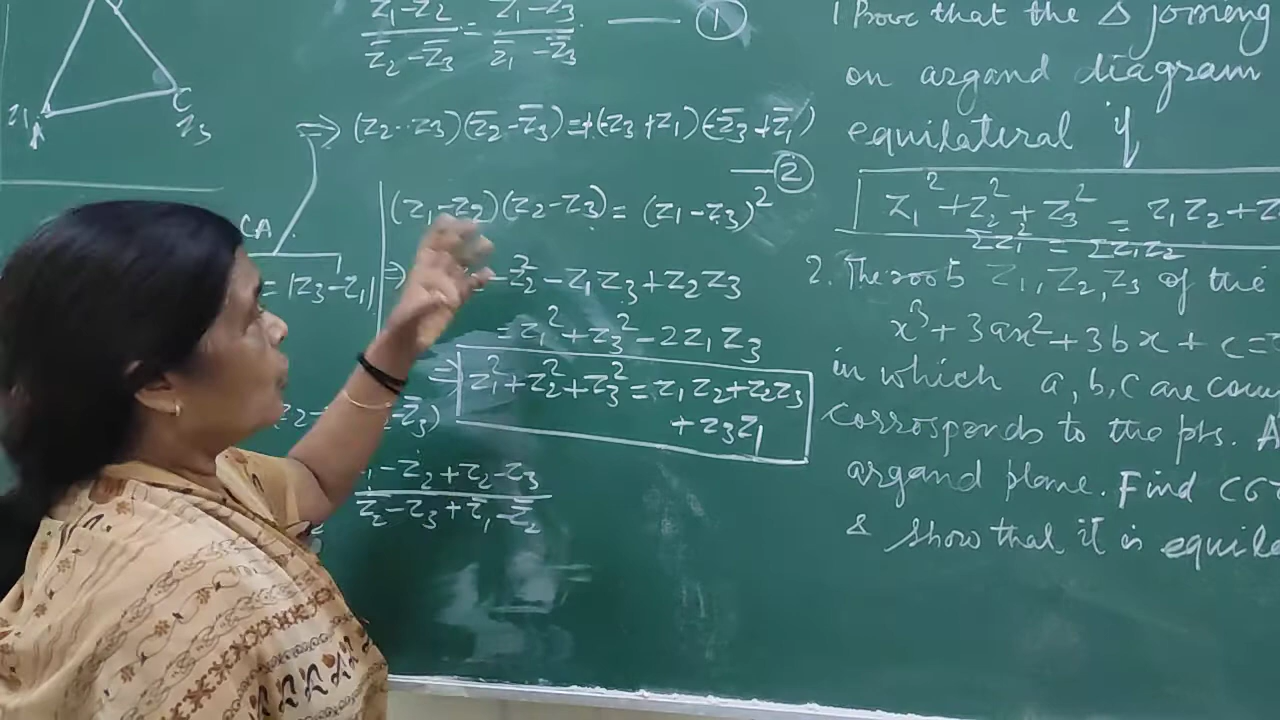 z₁
A
C
z₃
(z₁-z₂)/(z̄₂-z̄₃) = (z₁-z₃)/(z̄₁-z̄₃) —— ①
⇒ (z₂-z₃)(z̄₂-z̄₃)=+(-z₃+z₁)(-z̄₃+z̄₁)
—②
CA.
= |z₃-z₁|
(z₁-z₂)(z₂-z₃) = (z₁-z₃)²
⇒ -z₂²-z₁z₃+z₂z₃
=z₁²+z₃²-2z₁z₃
⇒ z₁²+z₂²+z₃²=z₁z₂+z₂z₃
+z₃z₁
-z₂+z₂-z₃
z̄₂-z̄₃+z̄₁-z̄₂
1 Prove that the Δ joining
on argand diagram
equilateral if
z₁²+z₂²+z₃² = z₁z₂+z
Σz₁² = Σz₁z₂
2. The roots z₁,z₂,z₃ of the
x³+3ax²+3bx+c=
in which a,b,c are com
corresponds to the pts. A
argand plane. Find CG
& show that it is equila